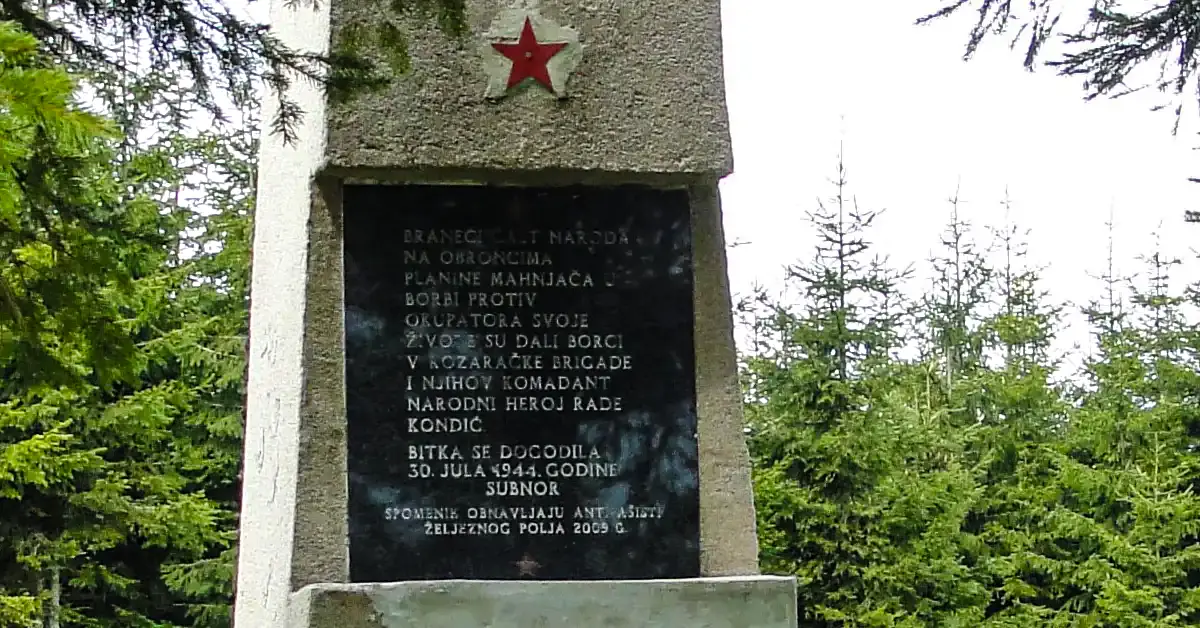 BRANEĆI ČAST NARODA
NA OBRONCIMA
PLANINE MAHNJAČA U
BORBI PROTIV
OKUPATORA SVOJE
ŽIVOTE SU DALI BORCI
V KOZARAČKE BRIGADE
I NJIHOV KOMADANT
NARODNI HEROJ RADE
KONDIĆ
BITKA SE DOGODILA
30. JULA 1944. GODINE
SUBNOR
SPOMENIK OBNAVLJAJU ANTIFAŠISTI
ŽELJEZNOG POLJA 2009 G.